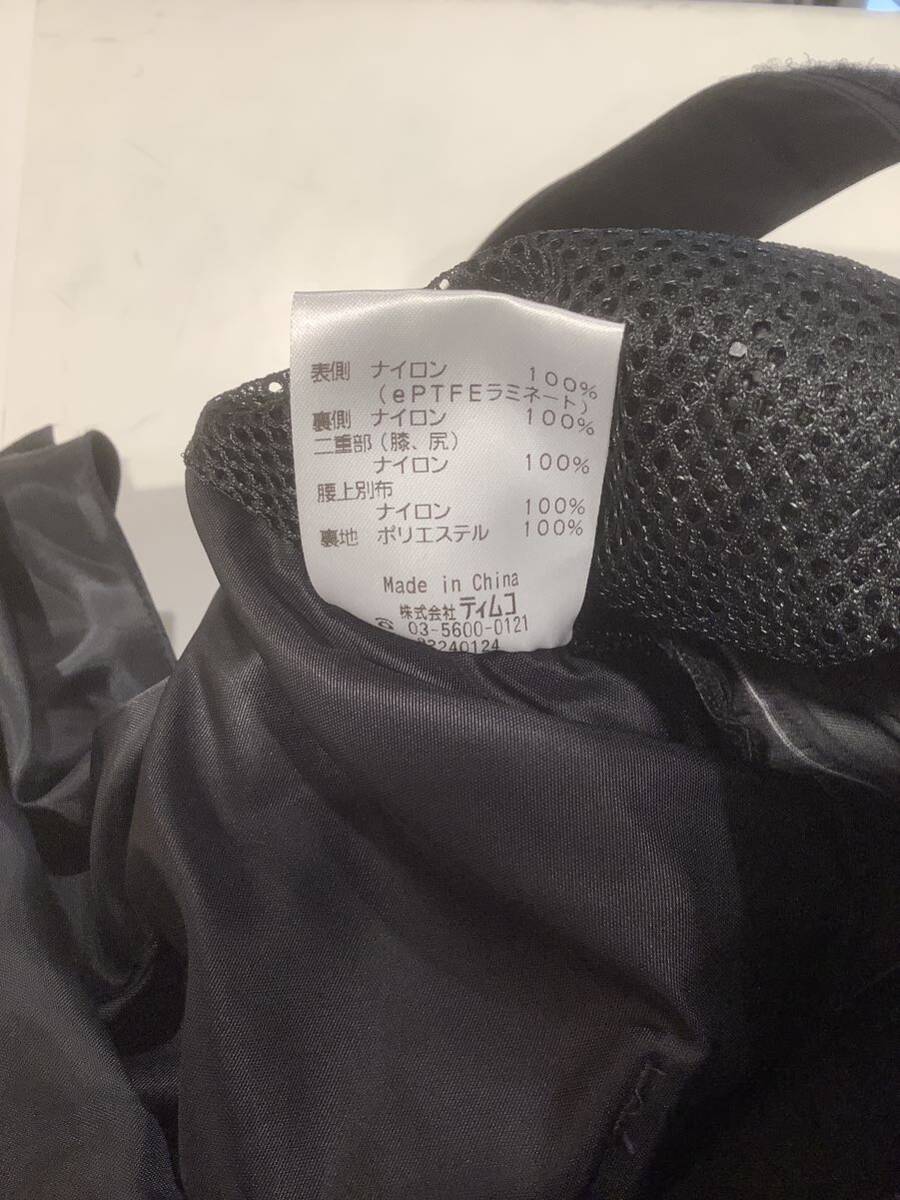 表側 ナイロン 100%
(ePTFEラミネート)
裏側 ナイロン 100%
二重部(膝、尻)
ナイロン 100%
腰上別布
ナイロン 100%
裏地 ポリエステル 100%
Made in China
株式会社 ティムコ
☎ 03-5600-0121